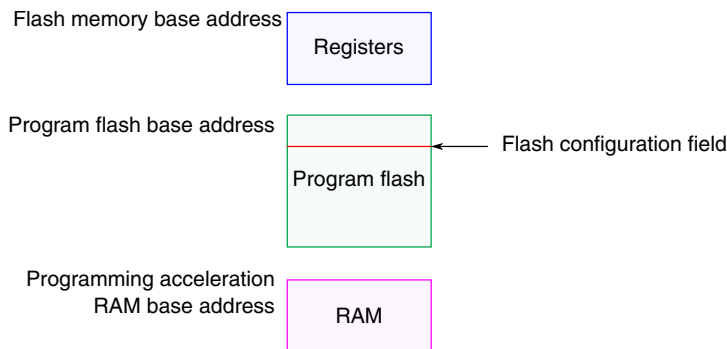 Flash memory base address
Registers
Program flash base address
Flash configuration field
Program flash
Programming acceleration
RAM base address
RAM